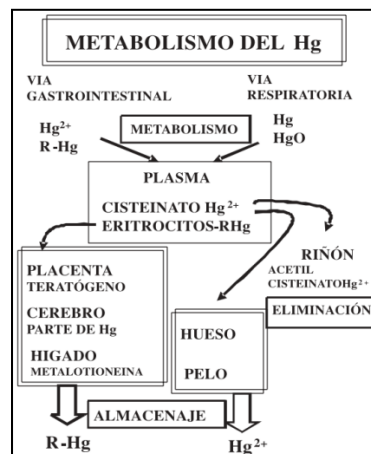 METABOLISMO DEL Hg
VIA
GASTROINTESTINAL
VIA
RESPIRATORIA
Hg²⁺
R-Hg
METABOLISMO
Hg
HgO
PLASMA
CISTEINATO Hg²⁺
ERITROCITOS-RHg
PLACENTA
TERATÓGENO
CEREBRO
PARTE DE Hg
HIGADO
METALOTIONEINA
HUESO
PELO
RIÑÓN
ACETIL
CISTEINATOHg²⁺
ELIMINACIÓN
ALMACENAJE
R-Hg
Hg²⁺